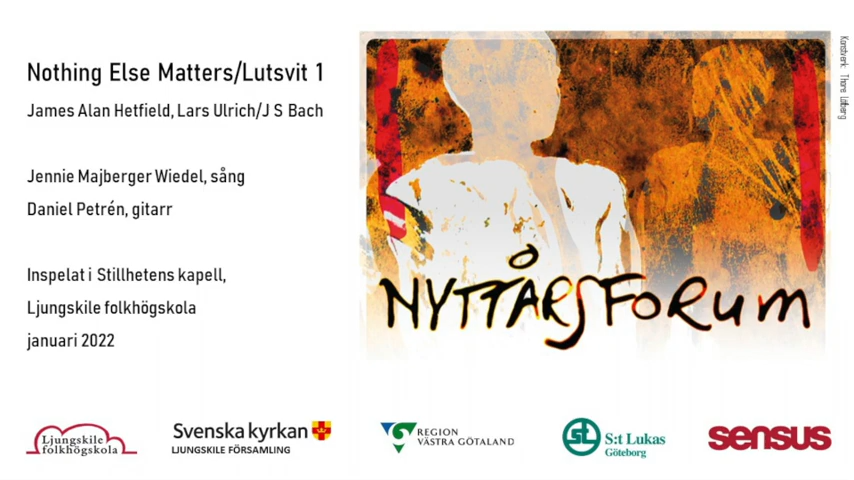 Nothing Else Matters/Lutsvit 1
James Alan Hetfield, Lars Ulrich/J S Bach
Jennie Majberger Wiedel, sång
Daniel Petrén, gitarr
Inspelat i Stillhetens kapell,
Ljungskile folkhögskola
januari 2022
NYTTÅRSFORUM
Konstverk: Thore Løberg
Ljungskile
folkhögskola
Svenska kyrkan
LJUNGSKILE FÖRSAMLING
REGION
VÄSTRA GÖTALAND
st
S:t Lukas
Göteborg
sensus